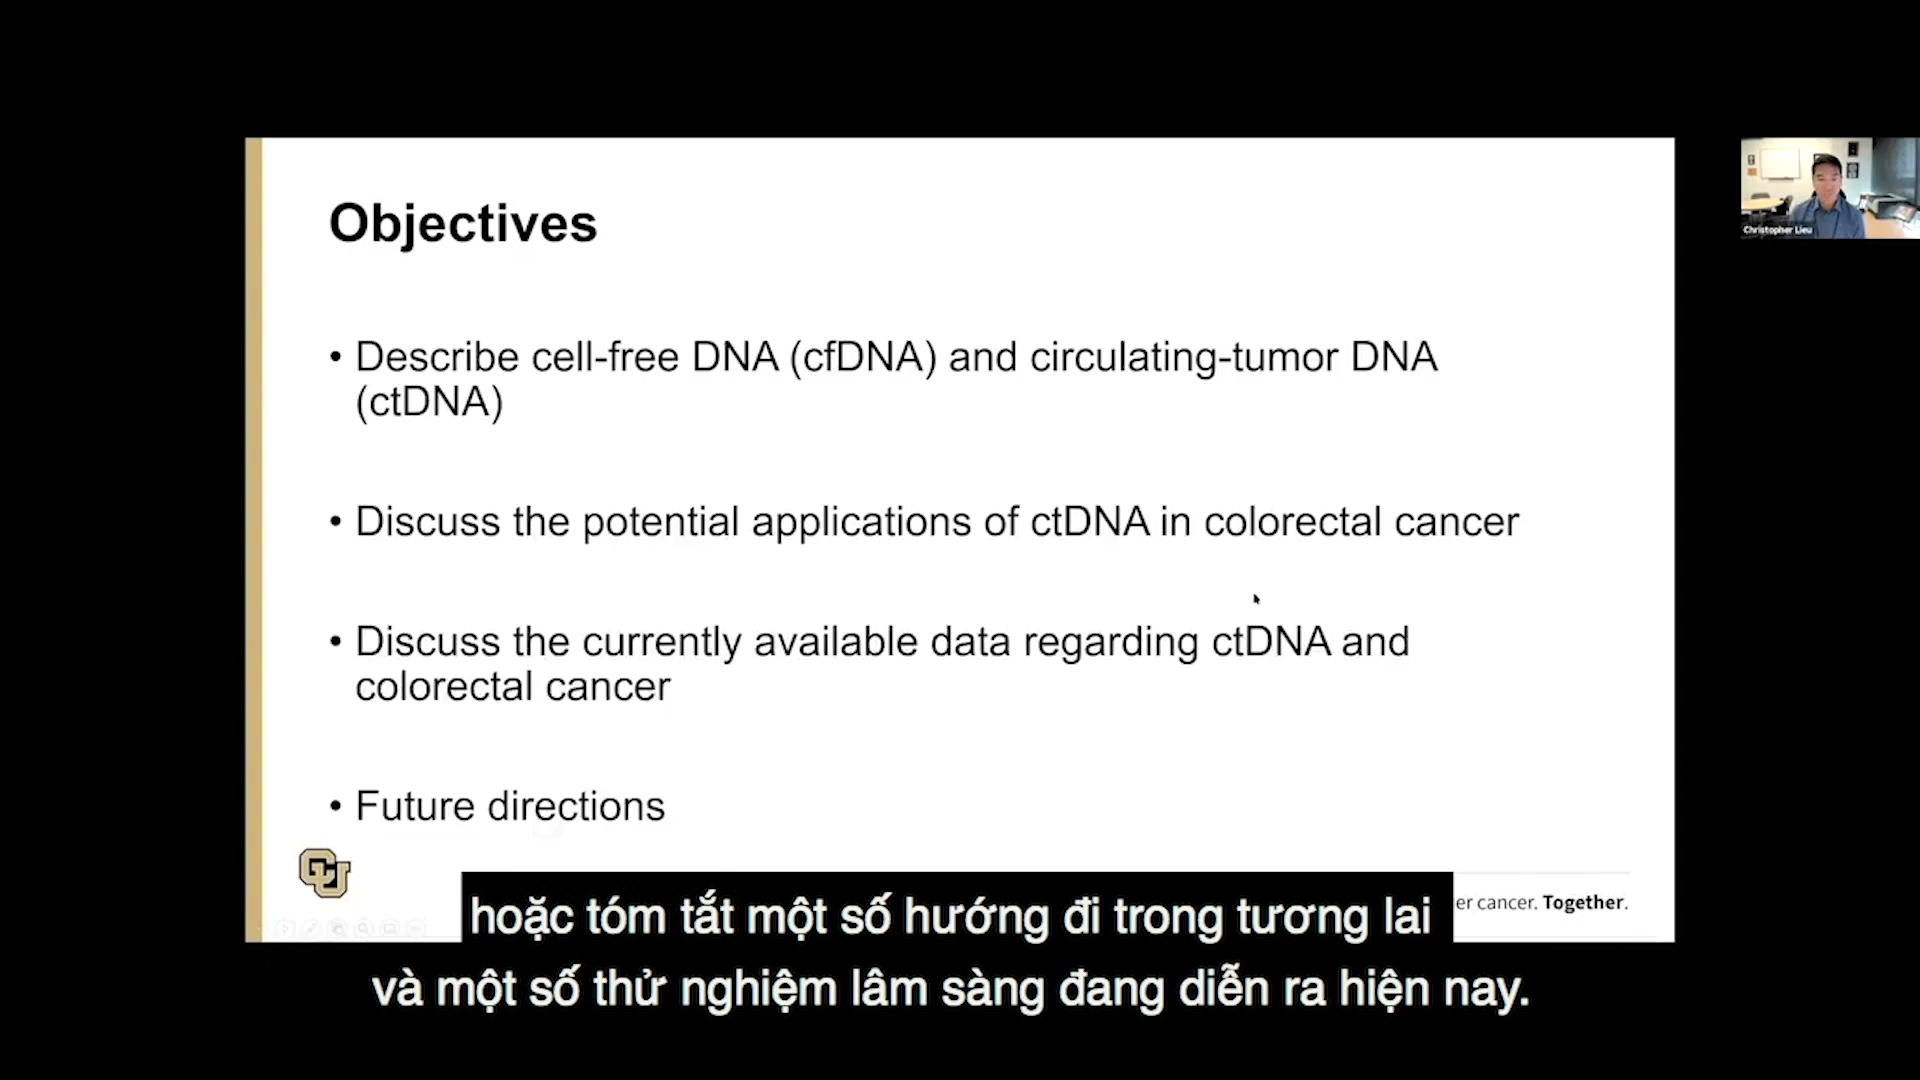 Objectives
• Describe cell-free DNA (cfDNA) and circulating-tumor DNA
(ctDNA)
• Discuss the potential applications of ctDNA in colorectal cancer
• Discuss the currently available data regarding ctDNA and
colorectal cancer
• Future directions
CU
er cancer. Together.
hoặc tóm tắt một số hướng đi trong tương lai
và một số thử nghiệm lâm sàng đang diễn ra hiện nay.
Christopher Lieu